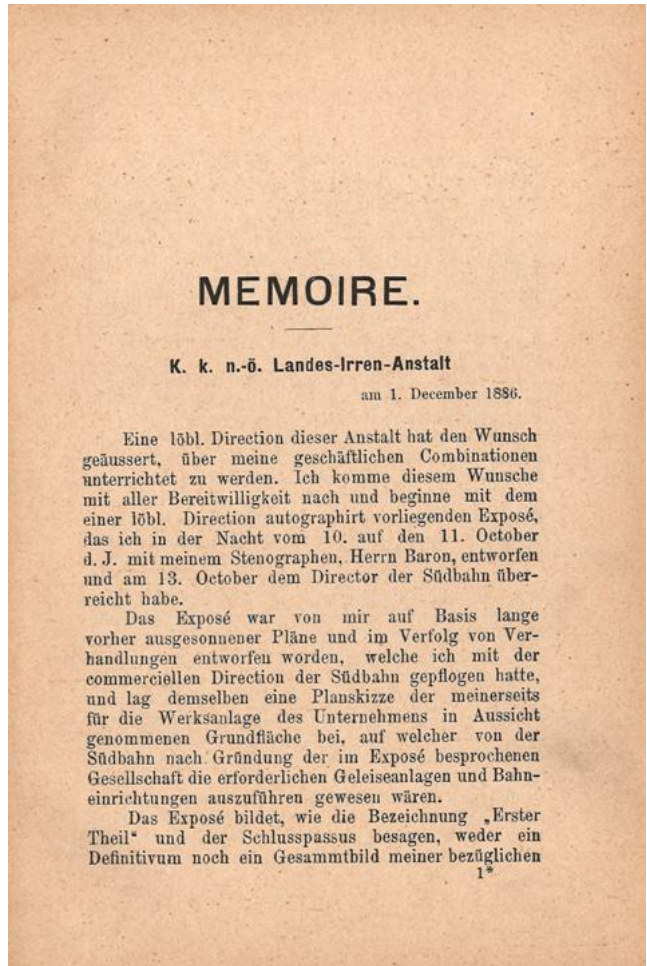 MEMOIRE.
K. k. n.-ö. Landes-Irren-Anstalt
am 1. December 1886.
Eine löbl. Direction dieser Anstalt hat den Wunsch
geäussert, über meine geschäftlichen Combinationen
unterrichtet zu werden. Ich komme diesem Wunsche
mit aller Bereitwilligkeit nach und beginne mit dem
einer löbl. Direction autographirt vorliegenden Exposé,
das ich in der Nacht vom 10. auf den 11. October
d. J. mit meinem Stenographen, Herrn Baron, entworfen
und am 13. October dem Director der Südbahn über-
reicht habe.
Das Exposé war von mir auf Basis lange
vorher ausgesonnener Pläne und im Verfolg von Ver-
handlungen entworfen worden, welche ich mit der
commerciellen Direction der Südbahn gepflogen hatte,
und lag demselben eine Planskizze der meinerseits
für die Werksanlage des Unternehmens in Aussicht
genommenen Grundfläche bei, auf welcher von der
Südbahn nach Gründung der im Exposé besprochenen
Gesellschaft die erforderlichen Geleiseanlagen und Bahn-
einrichtungen auszuführen gewesen wären.
Das Exposé bildet, wie die Bezeichnung „Erster
Theil“ und der Schlusspassus besagen, weder ein
Definitivum noch ein Gesammtbild meiner bezüglichen
1*